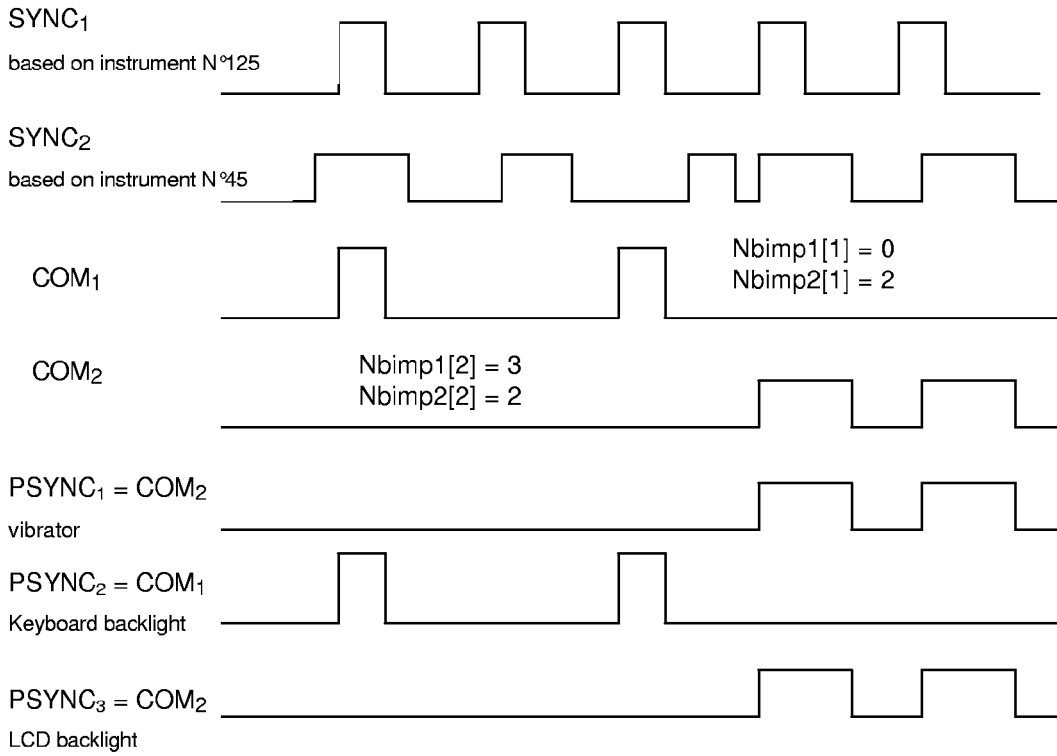 SYNC₁
based on instrument N°125
SYNC₂
based on instrument N°45
COM₁
Nbimp1[1] = 0
Nbimp2[1] = 2
COM₂
Nbimp1[2] = 3
Nbimp2[2] = 2
PSYNC₁ = COM₂
vibrator
PSYNC₂ = COM₁
Keyboard backlight
PSYNC₃ = COM₂
LCD backlight